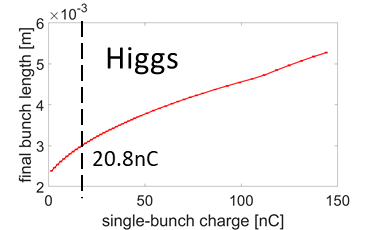 ×10⁻³
6
5
4
3
2
final bunch length [m]
Higgs
20.8nC
0 50 100 150
single-bunch charge [nC]